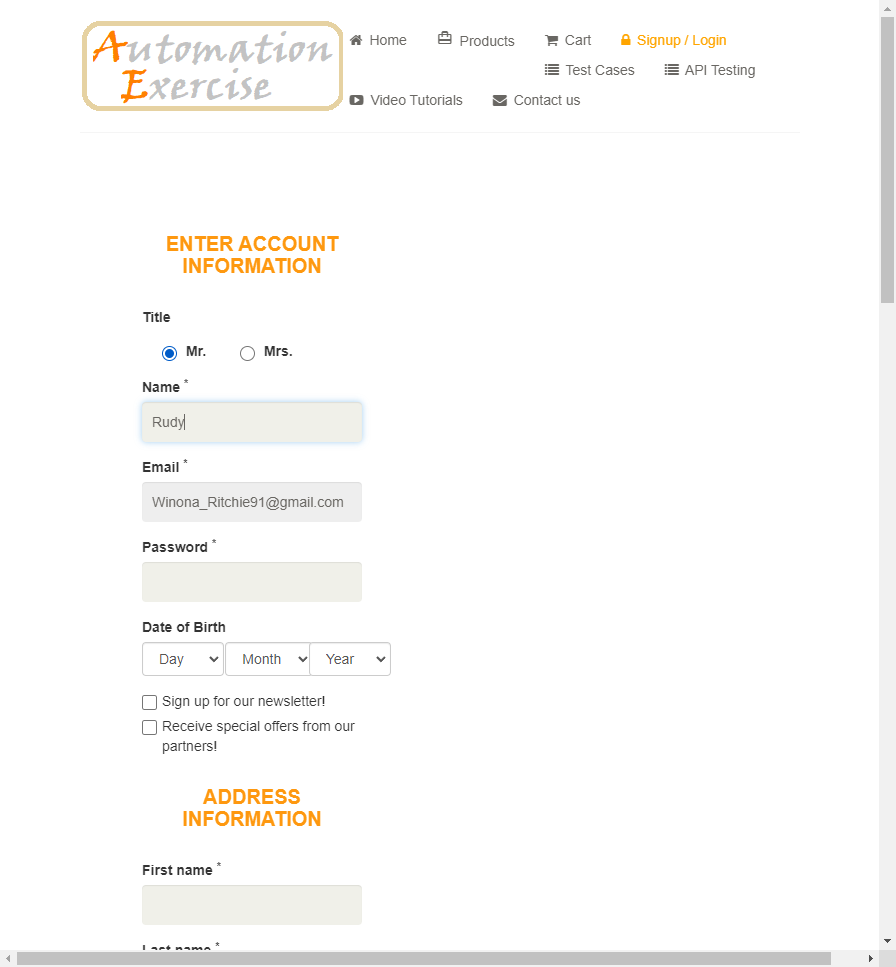 Automation
Exercise
Home
Products
Cart
Signup / Login
Test Cases
API Testing
Video Tutorials
Contact us
ENTER ACCOUNT
INFORMATION
Title
Mr.
Mrs.
Name *
Rudy
Email *
Winona_Ritchie91@gmail.com
Password *
Date of Birth
Day
Month
Year
Sign up for our newsletter!
Receive special offers from our
partners!
ADDRESS
INFORMATION
First name *
Last name *